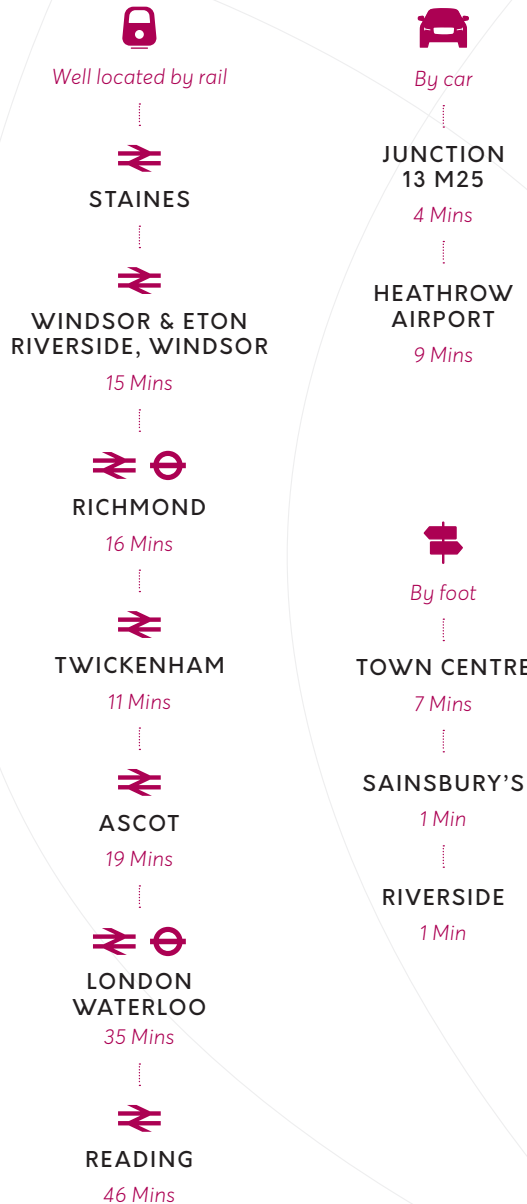 Well located by rail
STAINES
WINDSOR & ETON
RIVERSIDE, WINDSOR
15 Mins
RICHMOND
16 Mins
TWICKENHAM
11 Mins
ASCOT
19 Mins
LONDON
WATERLOO
35 Mins
READING
46 Mins
By car
JUNCTION
13 M25
4 Mins
HEATHROW
AIRPORT
9 Mins
By foot
TOWN CENTRE
7 Mins
SAINSBURY'S
1 Min
RIVERSIDE
1 Min